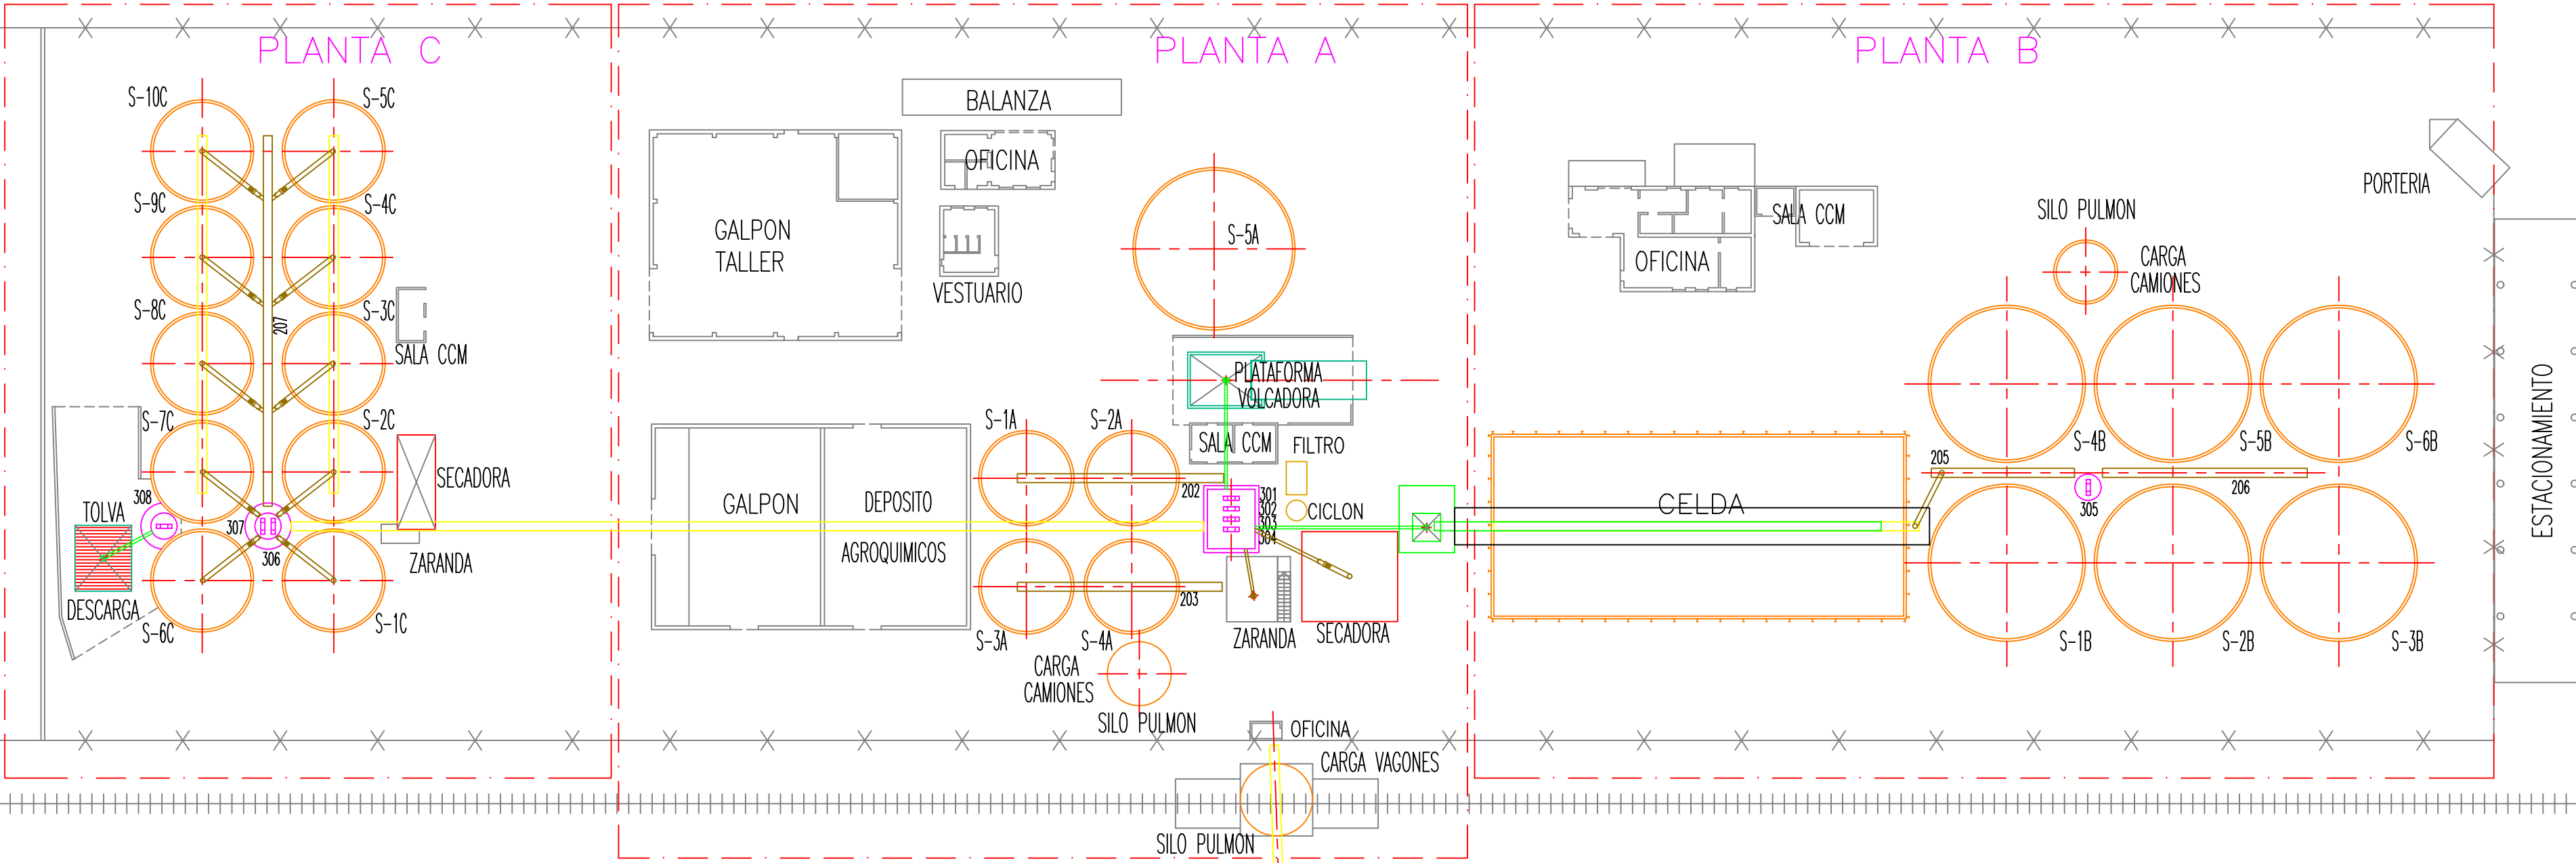 PLANTA C
S-10C
S-5C
S-9C
S-4C
S-8C
S-3C
207
SALA CCM
S-7C
S-2C
SECADORA
308
TOLVA
307
306
ZARANDA
DESCARGA
S-6C
S-1C
PLANTA A
BALANZA
OFICINA
GALPON
TALLER
VESTUARIO
S-5A
PLATAFORMA
VOLCADORA
S-1A
S-2A
SALA CCM
FILTRO
GALPON
DEPOSITO
AGROQUIMICOS
202
301
302
303
304
CICLON
203
S-3A
S-4A
ZARANDA
SECADORA
CARGA
CAMIONES
SILO PULMON
OFICINA
CARGA VAGONES
SILO PULMON
PLANTA B
PORTERIA
SALA CCM
OFICINA
SILO PULMON
CARGA
CAMIONES
S-4B
S-5B
S-6B
205
206
305
CELDA
S-1B
S-2B
S-3B
ESTACIONAMIENTO